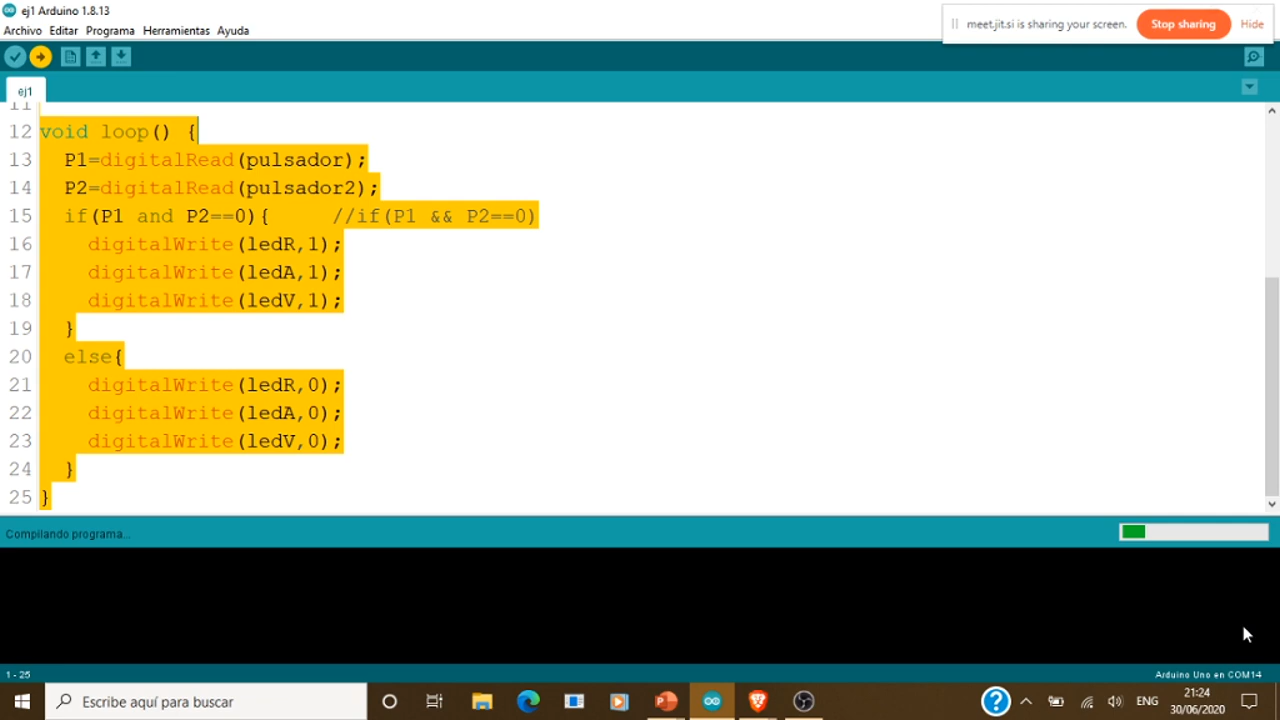 ej1 Arduino 1.8.13
Archivo Editar Programa Herramientas Ayuda
meet.jit.si is sharing your screen. Stop sharing Hide
ej1
11
12 void loop() {
13 P1=digitalRead(pulsador);
14 P2=digitalRead(pulsador2);
15 if(P1 and P2==0){ //if(P1 && P2==0)
16 digitalWrite(ledR,1);
17 digitalWrite(ledA,1);
18 digitalWrite(ledV,1);
19 }
20 else{
21 digitalWrite(ledR,0);
22 digitalWrite(ledA,0);
23 digitalWrite(ledV,0);
24 }
25 }
Compilando programa...
1 - 25
Arduino Uno en COM14
Escribe aquí para buscar
ENG
21:24
30/06/2020